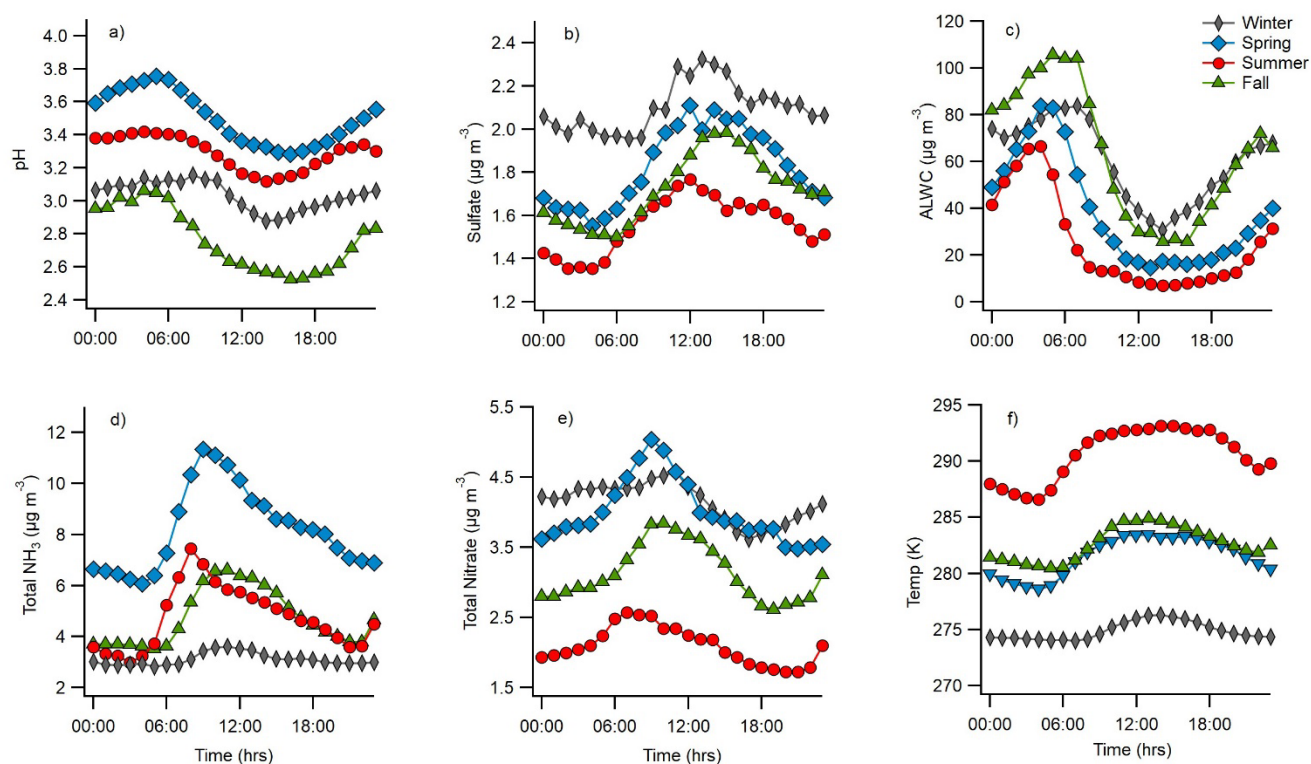 a)
pH
4.0
3.8
3.6
3.4
3.2
3.0
2.8
2.6
2.4
00:00 06:00 12:00 18:00
b)
Sulfate (µg m⁻³)
2.4
2.0
1.8
1.6
1.4
1.2
00:00 06:00 12:00 18:00
c)
ALWC (µg m⁻³)
120
100
80
60
40
20
0
00:00 06:00 12:00 18:00
Winter
Spring
Summer
Fall
d)
Total NH₃ (µg m⁻³)
12
10
8
6
4
2
00:00 06:00 12:00 18:00
Time (hrs)
e)
Total Nitrate (µg m⁻³)
5.5
4.5
3.5
2.5
1.5
00:00 06:00 12:00 18:00
Time (hrs)
f)
Temp (K)
295
290
285
280
275
270
00:00 06:00 12:00 18:00
Time (hrs)